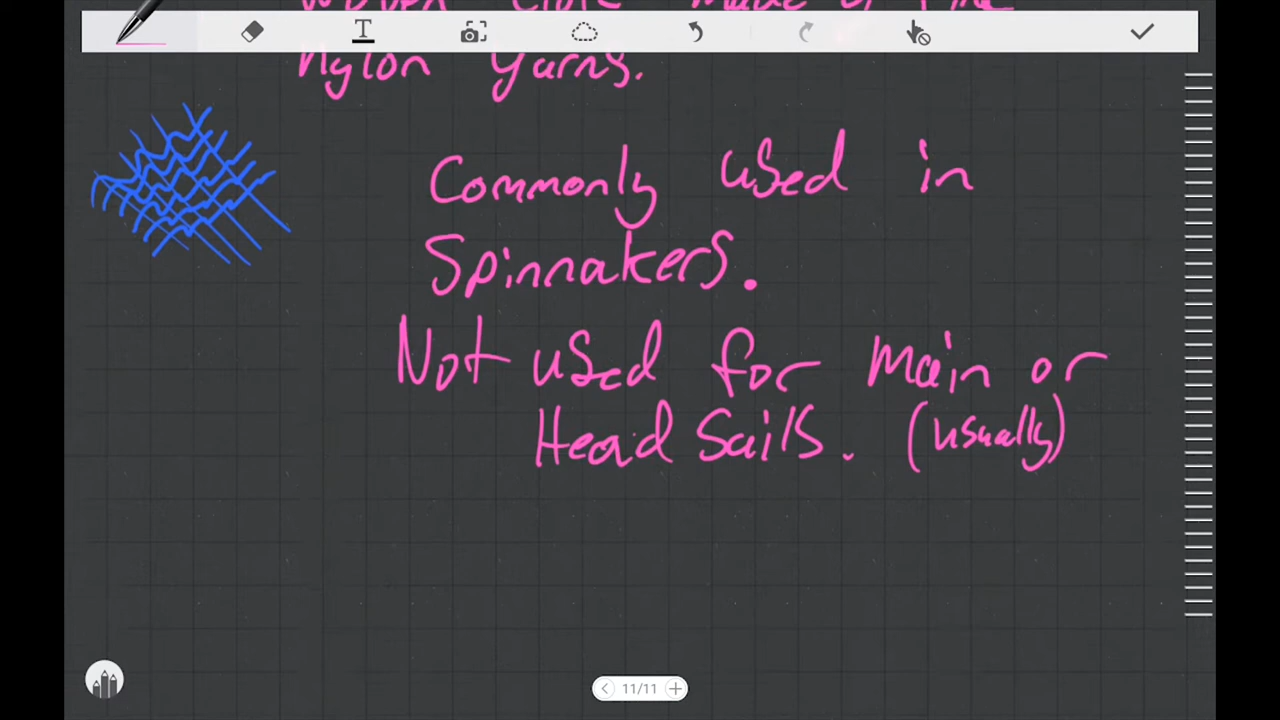 nylon yarns.
Commonly used in
Spinnakers.
Not used for main or
Head Sails. (usually)
11/11